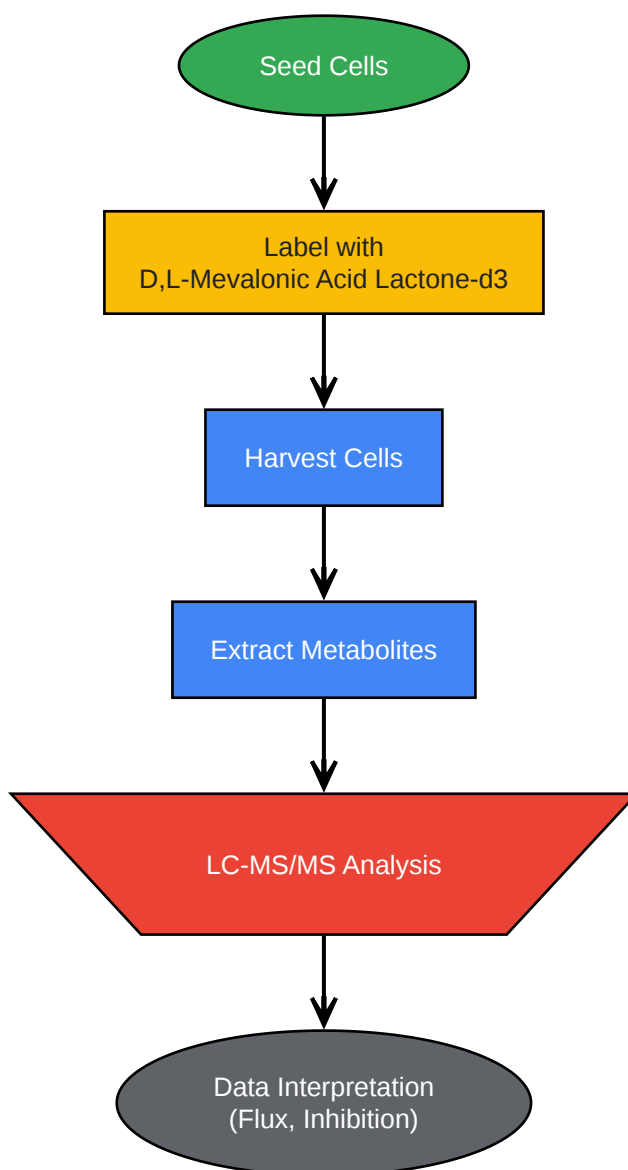 Seed Cells
Label with
D,L-Mevalonic Acid Lactone-d3
Harvest Cells
Extract Metabolites
LC-MS/MS Analysis
Data Interpretation
(Flux, Inhibition)